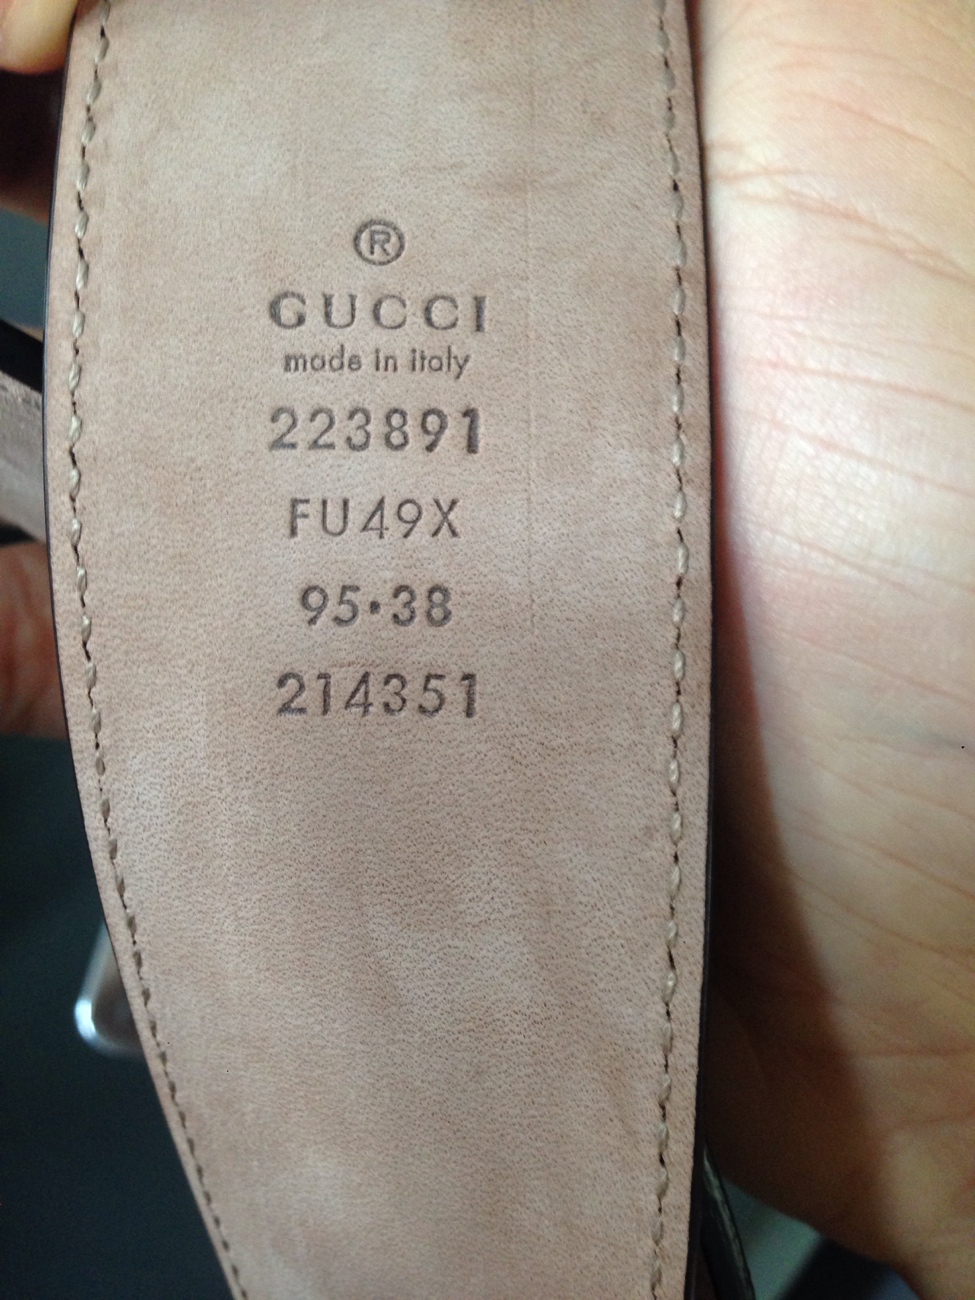 ®
GUCCI
made in italy
223891
FU49X
95·38
214351